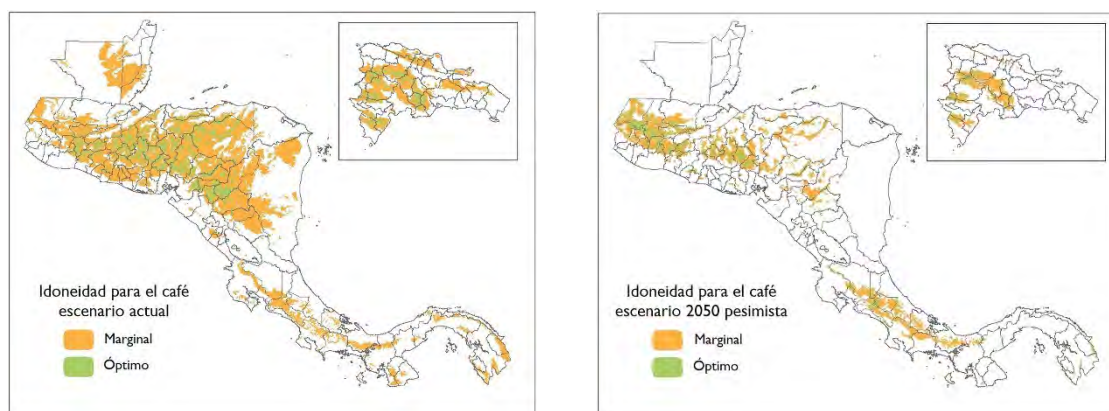 Idoneidad para el café
escenario actual
Marginal
Óptimo
Idoneidad para el café
escenario 2050 pesimista
Marginal
Óptimo